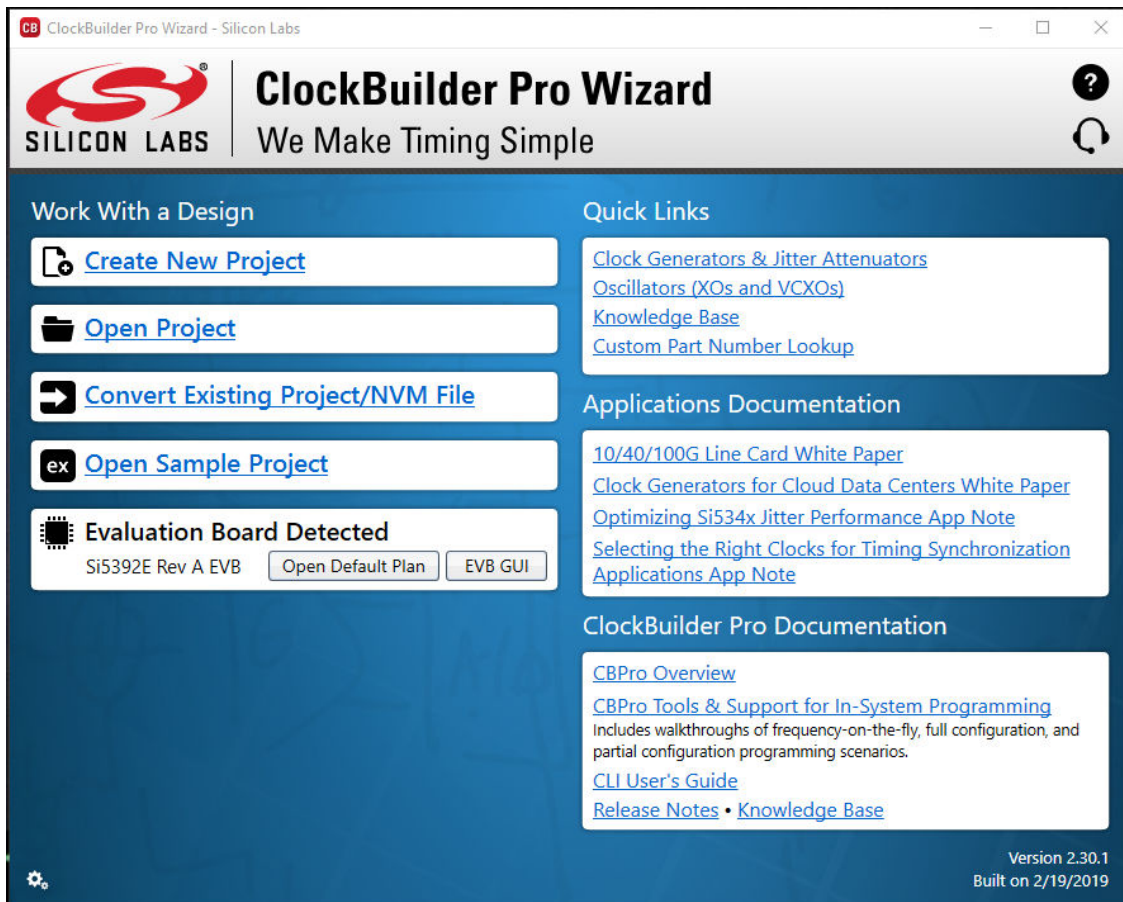 CB ClockBuilder Pro Wizard - Silicon Labs
SILICON LABS
®
ClockBuilder Pro Wizard
We Make Timing Simple
?
Work With a Design
Create New Project
Open Project
Convert Existing Project/NVM File
ex Open Sample Project
Evaluation Board Detected
Si5392E Rev A EVB Open Default Plan EVB GUI
Quick Links
Clock Generators & Jitter Attenuators
Oscillators (XOs and VCXOs)
Knowledge Base
Custom Part Number Lookup
Applications Documentation
10/40/100G Line Card White Paper
Clock Generators for Cloud Data Centers White Paper
Optimizing Si534x Jitter Performance App Note
Selecting the Right Clocks for Timing Synchronization
Applications App Note
ClockBuilder Pro Documentation
CBPro Overview
CBPro Tools & Support for In-System Programming
Includes walkthroughs of frequency-on-the-fly, full configuration, and
partial configuration programming scenarios.
CLI User's Guide
Release Notes • Knowledge Base
Version 2.30.1
Built on 2/19/2019